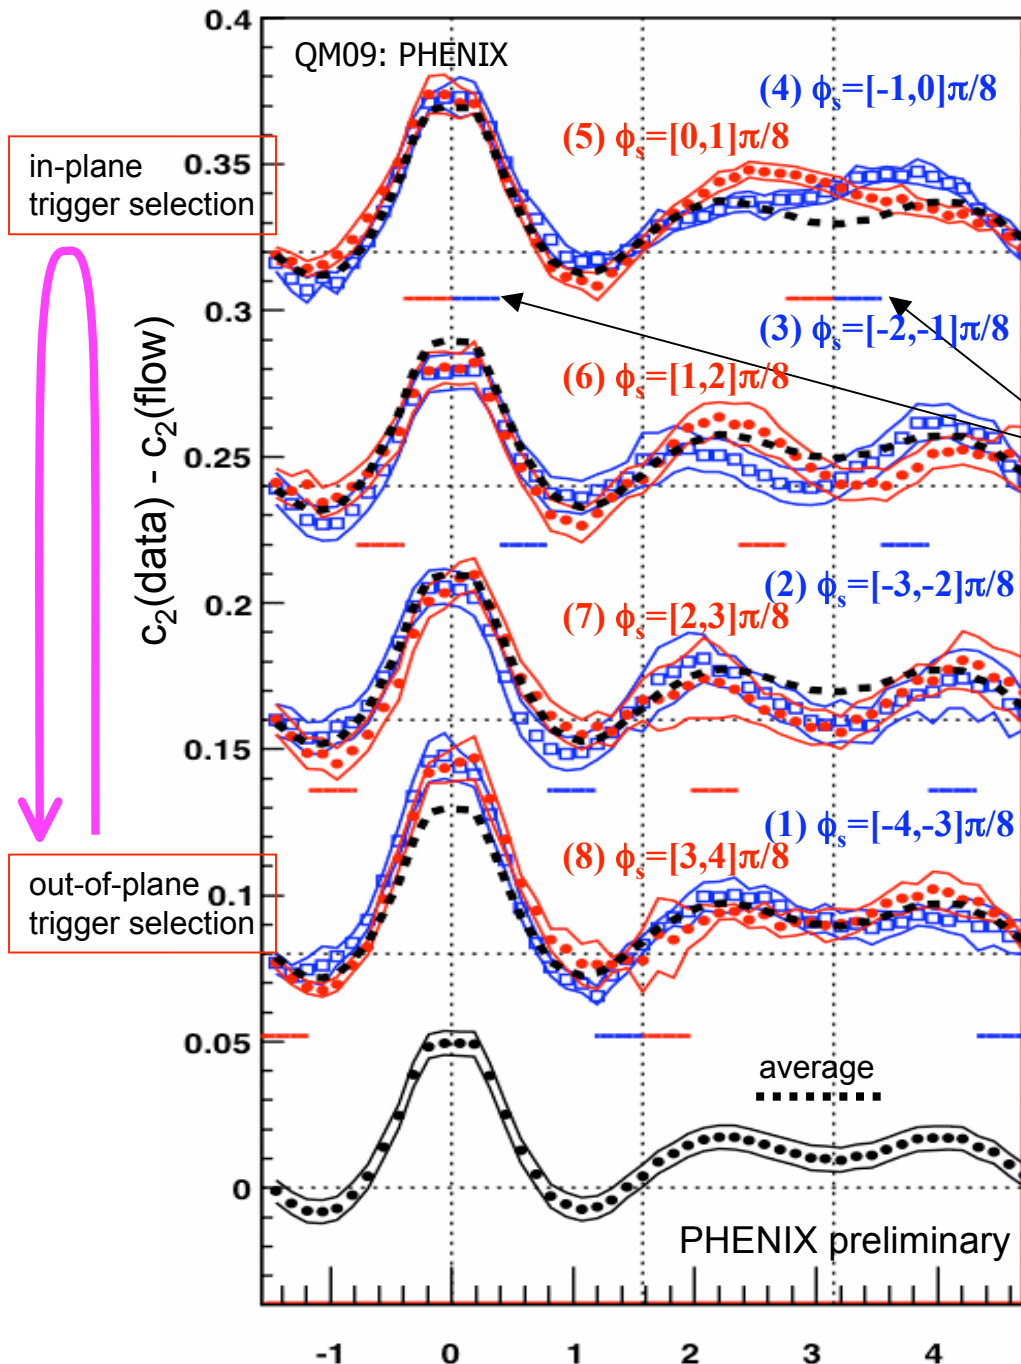 0.4
QM09: PHENIX
(4) ϕs=[-1,0]π/8
(5) ϕs=[0,1]π/8
in-plane
trigger selection
0.35
0.3
(3) ϕs=[-2,-1]π/8
(6) ϕs=[1,2]π/8
c2(data) - c2(flow)
0.25
0.2
(2) ϕs=[-3,-2]π/8
(7) ϕs=[2,3]π/8
0.15
(1) ϕs=[-4,-3]π/8
(8) ϕs=[3,4]π/8
out-of-plane
trigger selection
0.1
0.05
average
0
PHENIX preliminary
-1 0 1 2 3 4